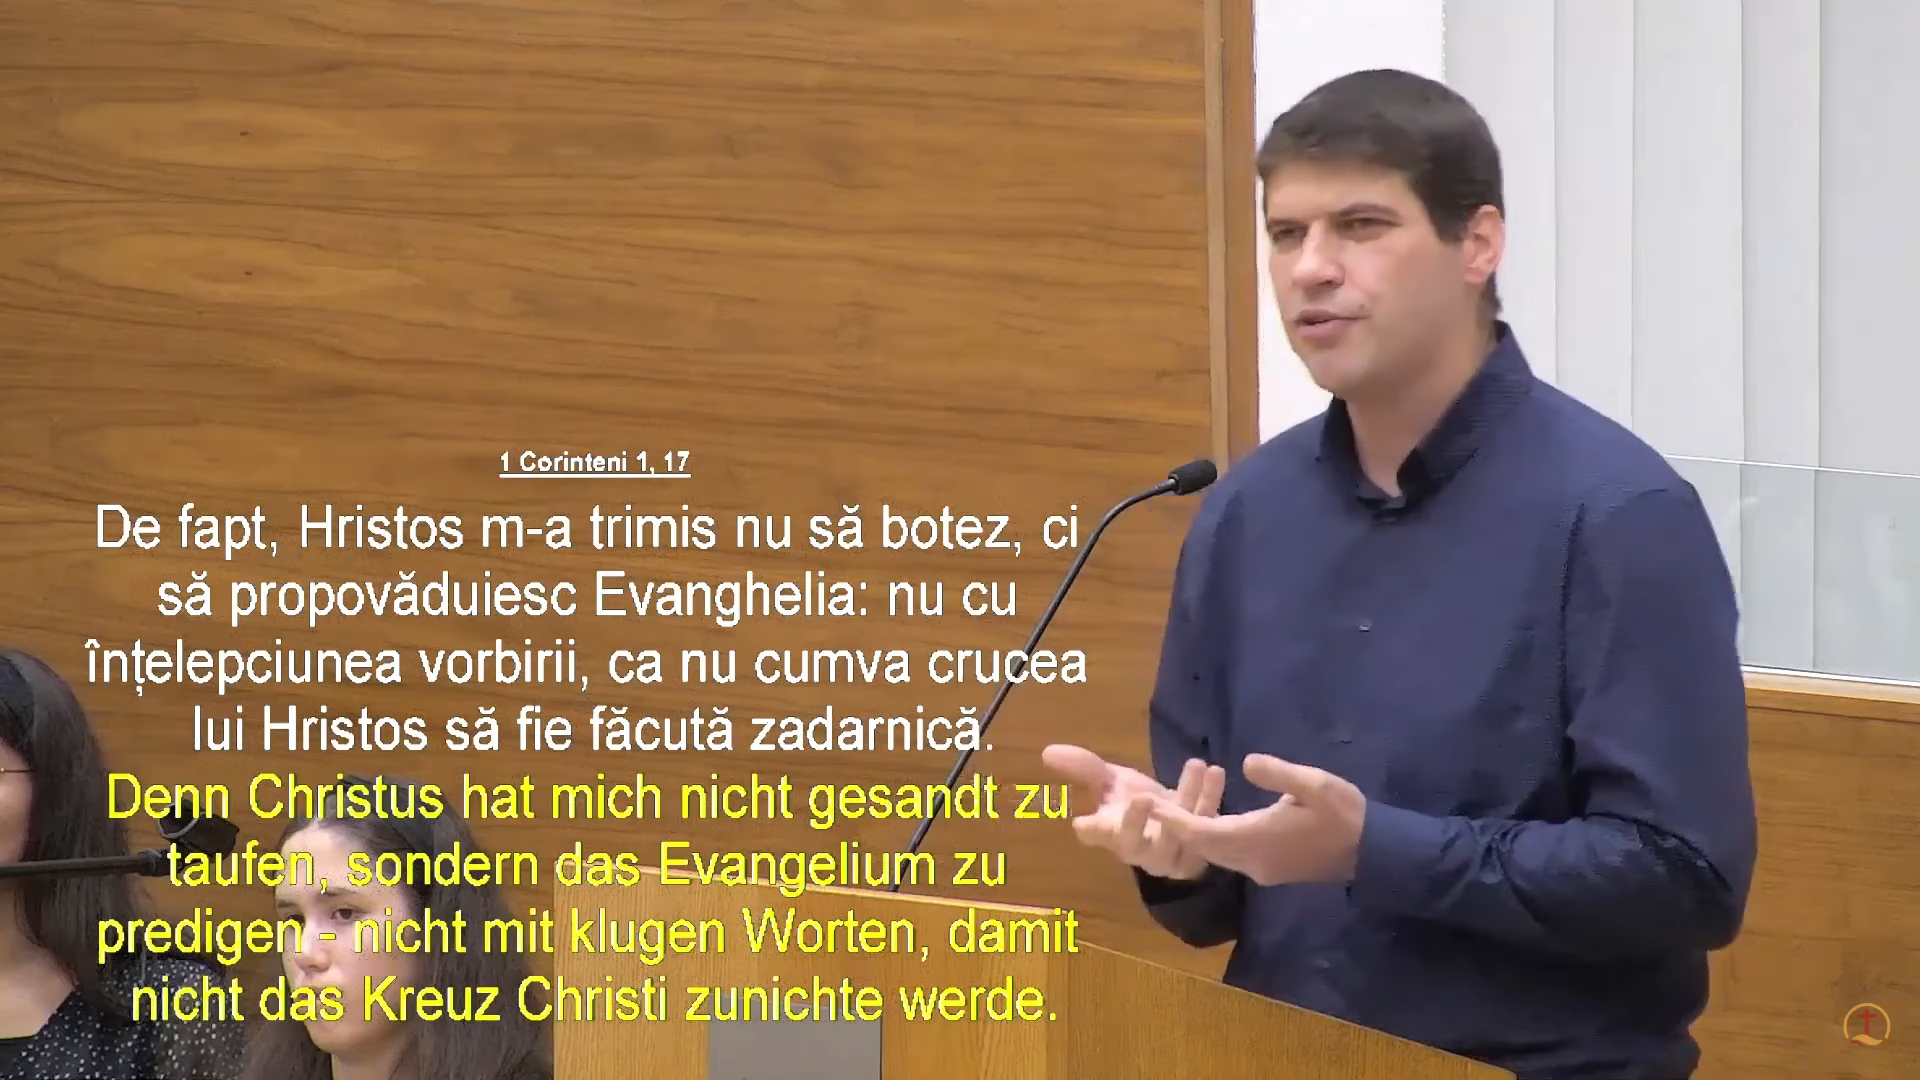 1 Corinteni 1, 17
De fapt, Hristos m-a trimis nu să botez, ci
să propovăduiesc Evanghelia: nu cu
înțelepciunea vorbirii, ca nu cumva crucea
lui Hristos să fie făcută zadarnică.
Denn Christus hat mich nicht gesandt zu
taufen, sondern das Evangelium zu
predigen - nicht mit klugen Worten, damit
nicht das Kreuz Christi zunichte werde.